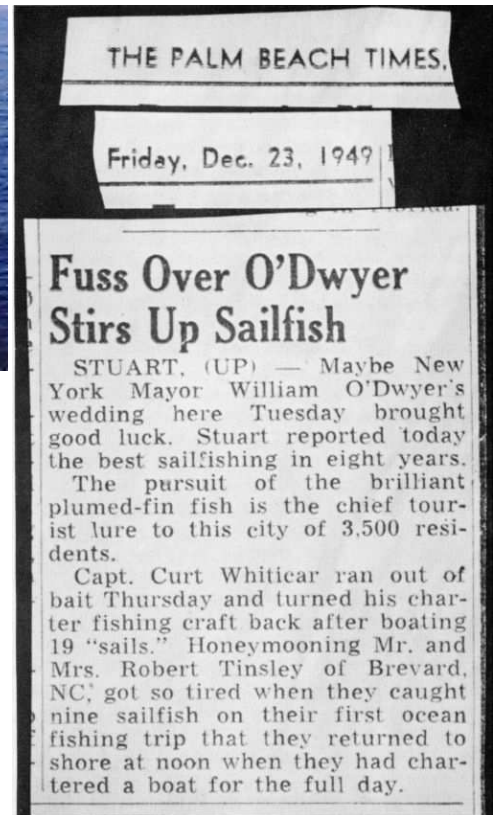 THE PALM BEACH TIMES,
Friday, Dec. 23, 1949
Fuss Over O'Dwyer
Stirs Up Sailfish
STUART, (UP) — Maybe New
York Mayor William O'Dwyer's
wedding here Tuesday brought
good luck. Stuart reported today
the best sailfishing in eight years.
The pursuit of the brilliant
plumed-fin fish is the chief tour-
ist lure to this city of 3,500 resi-
dents.
Capt. Curt Whiticar ran out of
bait Thursday and turned his char-
ter fishing craft back after boating
19 "sails." Honeymooning Mr. and
Mrs. Robert Tinsley of Brevard,
NC, got so tired when they caught
nine sailfish on their first ocean
fishing trip that they returned to
shore at noon when they had char-
tered a boat for the full day.